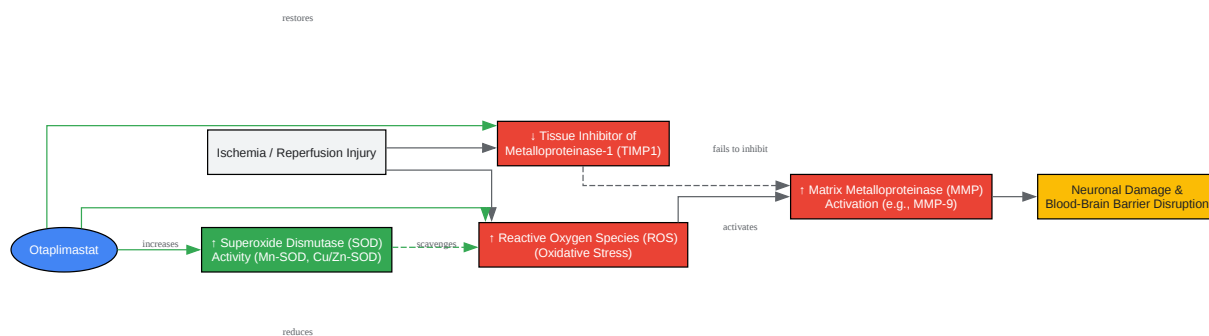 restores
↓ Tissue Inhibitor of
Metalloproteinase-1 (TIMP1)
Ischemia / Reperfusion Injury
fails to inhibit
↑ Matrix Metalloproteinase (MMP)
Activation (e.g., MMP-9)
Neuronal Damage &
Blood-Brain Barrier Disruption
activates
Otaplimastat
increases
↑ Superoxide Dismutase (SOD)
Activity (Mn-SOD, Cu/Zn-SOD)
scavenges
↑ Reactive Oxygen Species (ROS)
(Oxidative Stress)
reduces